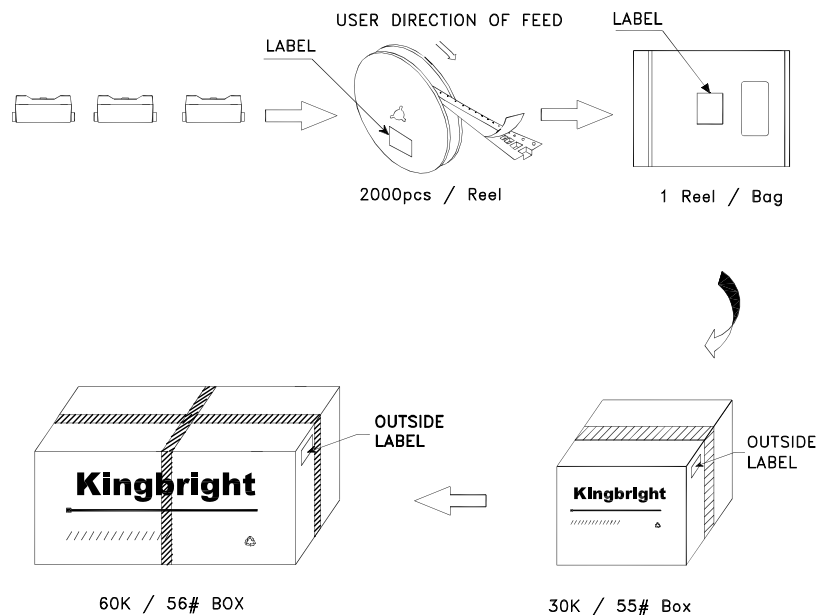 USER DIRECTION OF FEED
LABEL
LABEL
2000pcs / Reel
1 Reel / Bag
OUTSIDE
LABEL
Kingbright
60K / 56# BOX
OUTSIDE
LABEL
Kingbright
30K / 55# Box